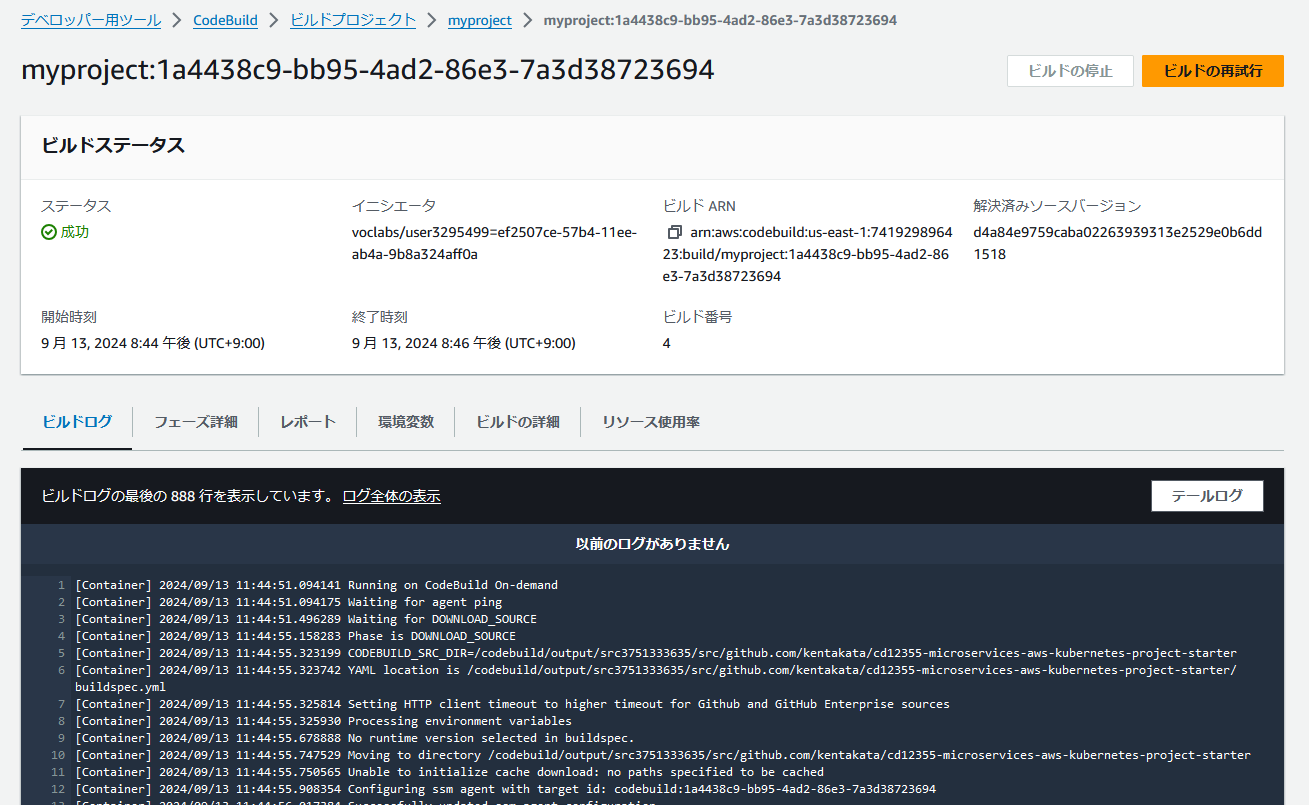 デベロッパー用ツール > CodeBuild > ビルドプロジェクト > myproject > myproject:1a4438c9-bb95-4ad2-86e3-7a3d38723694
myproject:1a4438c9-bb95-4ad2-86e3-7a3d38723694
ビルドの停止
ビルドの再試行
ビルドステータス
ステータス
成功
イニシエータ
voclabs/user3295499=ef2507ce-57b4-11ee-
ab4a-9b8a324aff0a
ビルド ARN
arn:aws:codebuild:us-east-1:7419298964
23:build/myproject:1a4438c9-bb95-4ad2-86
e3-7a3d38723694
解決済みソースバージョン
d4a84e9759caba02263939313e2529e0b6dd
1518
開始時刻
9 月 13, 2024 8:44 午後 (UTC+9:00)
終了時刻
9 月 13, 2024 8:46 午後 (UTC+9:00)
ビルド番号
4
ビルドログ
フェーズ詳細
レポート
環境変数
ビルドの詳細
リソース使用率
ビルドログの最後の 888 行を表示しています。 ログ全体の表示
テールログ
以前のログがありません
1 [Container] 2024/09/13 11:44:51.094141 Running on CodeBuild On-demand
2 [Container] 2024/09/13 11:44:51.094175 Waiting for agent ping
3 [Container] 2024/09/13 11:44:51.496289 Waiting for DOWNLOAD_SOURCE
4 [Container] 2024/09/13 11:44:55.158283 Phase is DOWNLOAD_SOURCE
5 [Container] 2024/09/13 11:44:55.323199 CODEBUILD_SRC_DIR=/codebuild/output/src3751333635/src/github.com/kentakata/cd12355-microservices-aws-kubernetes-project-starter
6 [Container] 2024/09/13 11:44:55.323742 YAML location is /codebuild/output/src3751333635/src/github.com/kentakata/cd12355-microservices-aws-kubernetes-project-starter/
buildspec.yml
7 [Container] 2024/09/13 11:44:55.325814 Setting HTTP client timeout to higher timeout for Github and GitHub Enterprise sources
8 [Container] 2024/09/13 11:44:55.325930 Processing environment variables
9 [Container] 2024/09/13 11:44:55.678888 No runtime version selected in buildspec.
10 [Container] 2024/09/13 11:44:55.747529 Moving to directory /codebuild/output/src3751333635/src/github.com/kentakata/cd12355-microservices-aws-kubernetes-project-starter
11 [Container] 2024/09/13 11:44:55.750565 Unable to initialize cache download: no paths specified to be cached
12 [Container] 2024/09/13 11:44:55.908354 Configuring ssm agent with target id: codebuild:1a4438c9-bb95-4ad2-86e3-7a3d38723694